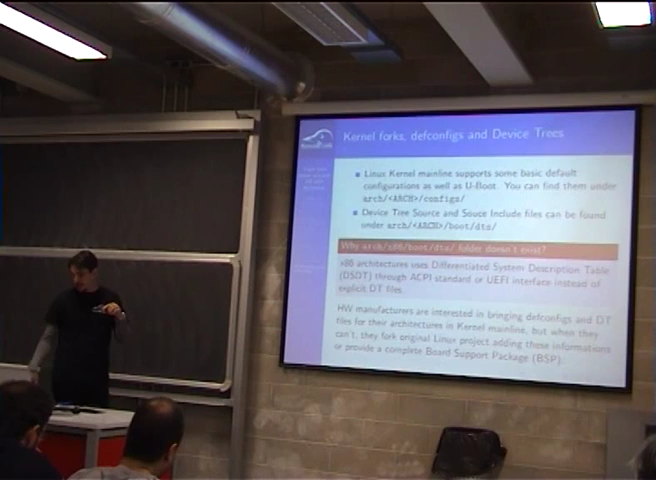 Kernel forks, defconfigs and Device Trees
Linux Kernel mainline supports some basic default
configurations as well as U-Boot. You can find them under
arch/<ARCH>/configs/
Device Tree Source and Souce Include files can be found
under arch/<ARCH>/boot/dts/
Why arch/x86/boot/dts/ folder doesn't exist?
x86 architectures uses Differentiated System Description Table
(DSDT) through ACPI standard or UEFI interface instead of
explicit DT files.
HW manufacturers are interested in bringing defconfigs and DT
files for their architectures in Kernel mainline, but when they
can't, they fork original Linux project adding these informations
or provide a complete Board Support Package (BSP).